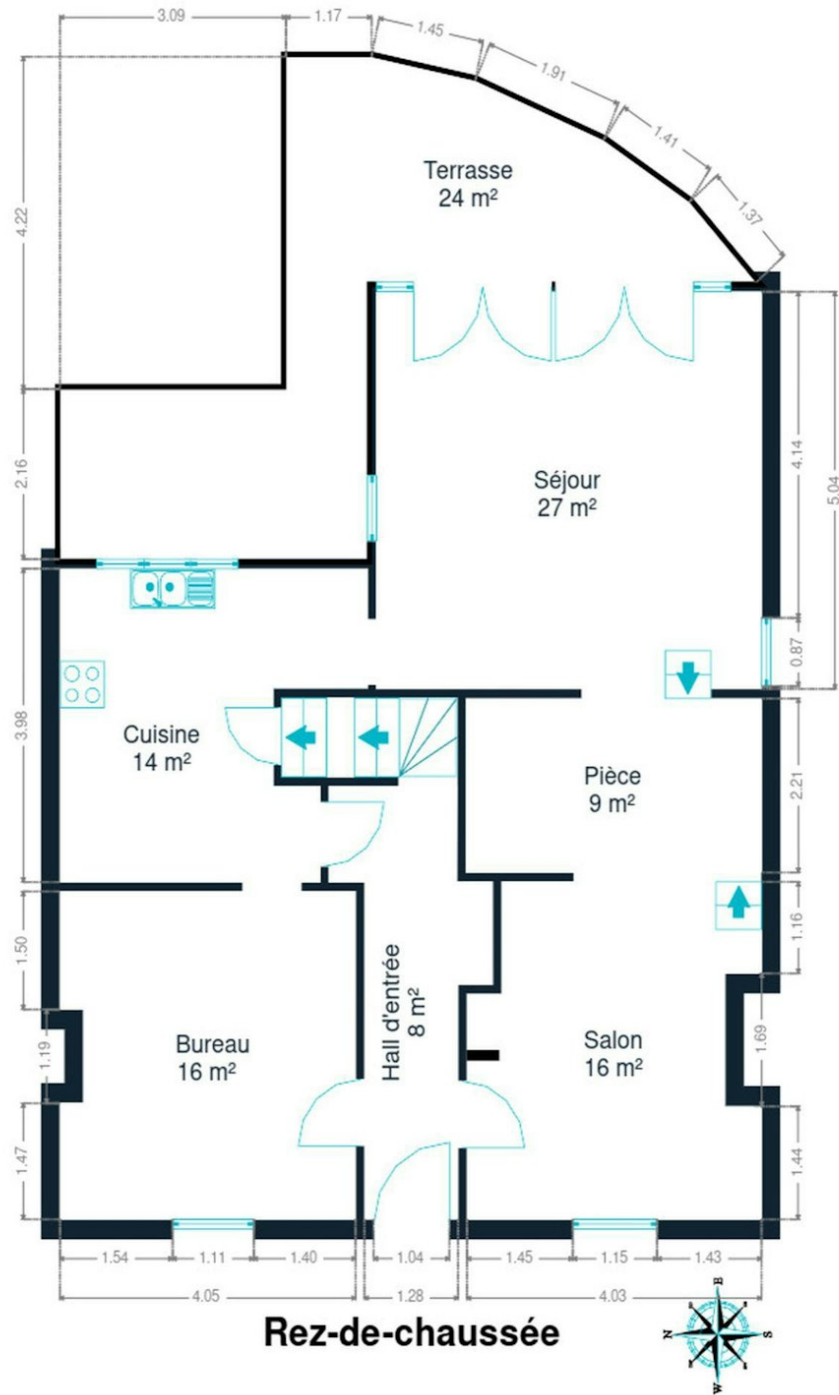 3.09
1.17
1.45
1.91
1.41
1.37
4.22
Terrasse
24 m²
2.16
4.14
5.04
Séjour
27 m²
0.87
3.98
Cuisine
14 m²
Pièce
9 m²
2.21
1.16
1.50
Hall d'entrée
8 m²
Bureau
16 m²
Salon
16 m²
1.19
1.69
1.47
1.44
1.54
1.11
1.40
1.04
1.45
1.15
1.43
4.05
1.28
4.03
Rez-de-chaussée
E
N
S
W